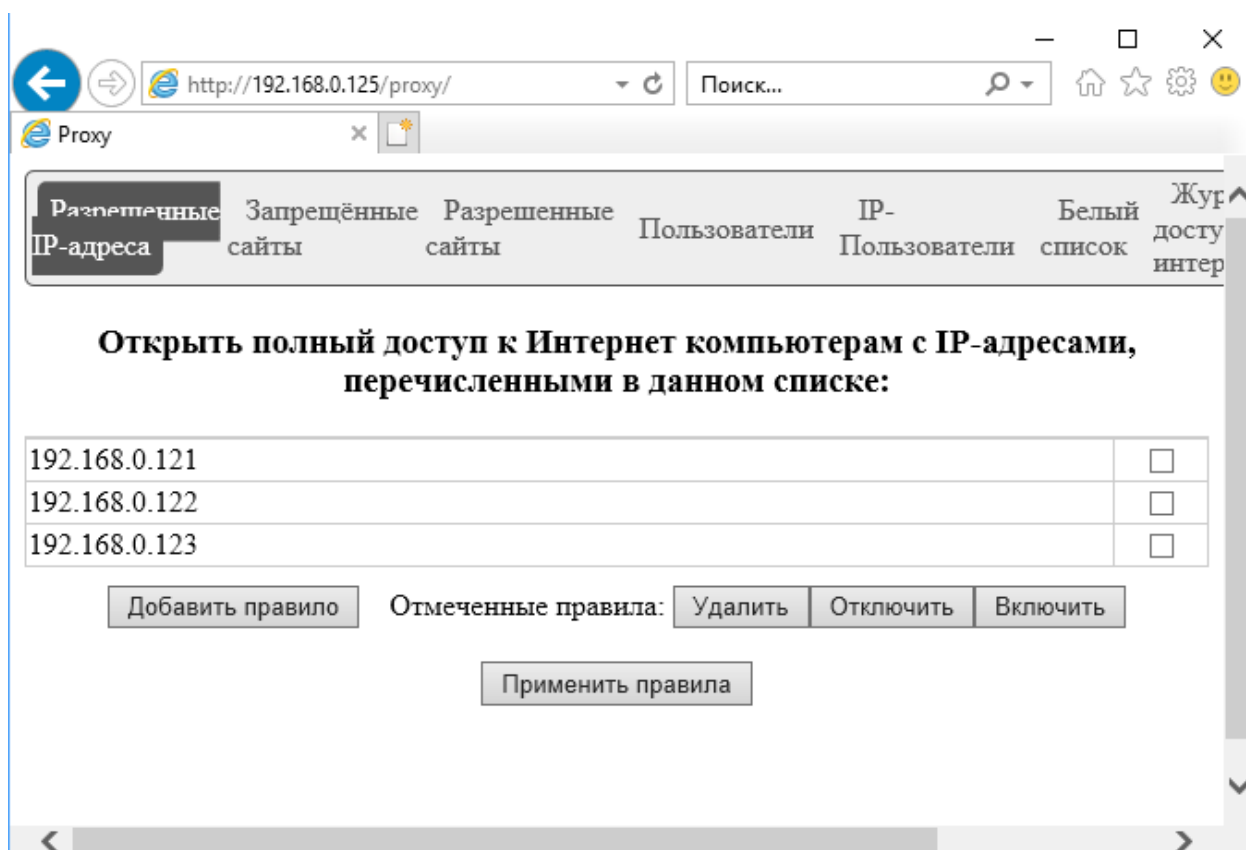 http://192.168.0.125/proxy/
Поиск...
Proxy
Разрешенные IP-адреса
Запрещённые сайты
Разрешенные сайты
Пользователи
IP-Пользователи
Белый список
Открыть полный доступ к Интернет компьютерам с IP-адресами,
перечисленными в данном списке:
192.168.0.121
192.168.0.122
192.168.0.123
Добавить правило Отмеченные правила: Удалить Отключить Включить
Применить правила